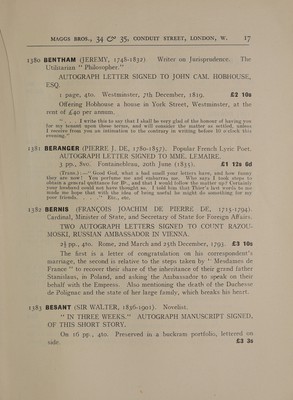 MAGGS BROS., 34 & 35, CONDUIT STREET, LONDON, W. 17
1380 BENTHAM (JEREMY, 1748-1832). Writer on Jurisprudence. The
Utilitarian "Philosopher."
AUTOGRAPH LETTER SIGNED TO JOHN CAM. HOBHOUSE,
ESQ.
1 page, 4to. Westminster, 7th December, 1819. £2 10s
Offering Hobhouse a house in York Street, Westminster, at the
rent of £40 per annum.
". . . I write this to say that I shall be very glad of the honour of having you
for my tenant upon those terms, and will consider the matter as settled, unless
I receive from you an intimation to the contrary in writing before 10 o'clock this
evening."
1381 BERANGER (PIERRE J. DE, 1780-1857). Popular French Lyric Poet.
AUTOGRAPH LETTER SIGNED TO MME. LEMAIRE.
3 pp., 8vo. Fontainebleau, 20th June (1835). £1 12s 6d
(Trans.):—"Good God, what a bad small your letters have, and how funny
they are now! You perfume me and embarrass me. Who says I took steps to
obtain a general spittance for and that I would follow the matter up? Certainly
your husband could not have thought so. I told him that Thier's last words to me
made me hope that with the idea of being useful he might do something for
poor friends. . . ." Etc., etc.
1382 BERNIS (FRANÇOIS JOACHIM DE PIERRE DE, 1715-1794).
Cardinal, Minister of State, and Secretary of State for Foreign Affairs.
TWO AUTOGRAPH LETTERS SIGNED TO COUNT RAZOU-
MOSKI, RUSSIAN AMBASSADOR IN VIENNA.
2½ pp., 4to. Rome, 2nd March and 25th December, 1793. £3 10s
The first is a letter of congratulation on his correspondent's
marriage, the second is relative to the steps taken by "Mesdames de
France" to recover their share of the inheritance of their grand father
Stanislaus, in Poland, and asking the Ambassador to speak on their
behalf with the Empress. Also mentioning the death of the Duchesse
de Polignac and the state of her large family, which breaks his heart.
1383 BESANT (SIR WALTER, 1836-1901). Novelist.
"IN THREE WEEKS." AUTOGRAPH MANUSCRIPT SIGNED,
OF THIS SHORT STORY.
On 16 pp., 4to. Preserved in a buckram portfolio, lettered on
side. £3 3s